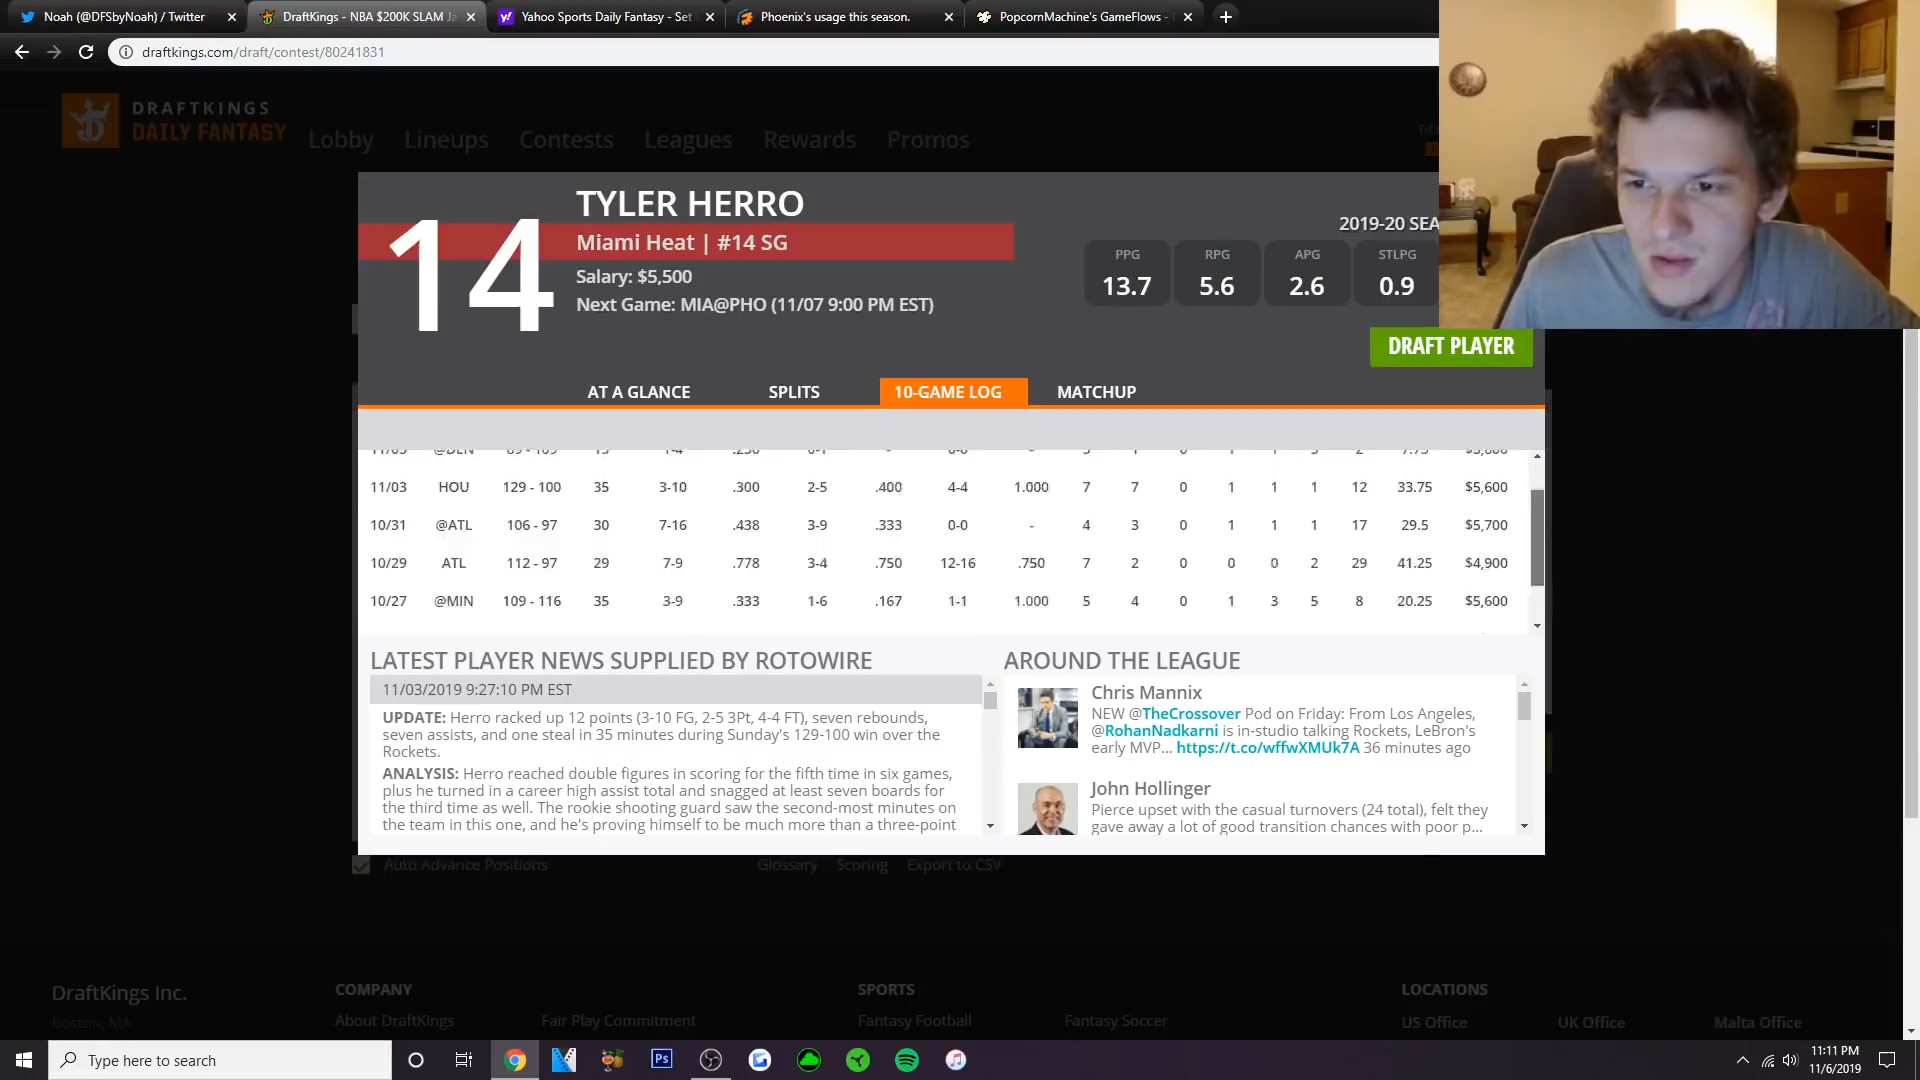 Noah (@DFSbyNoah) / Twitter
DraftKings - NBA $200K SLAM Ja
Yahoo Sports Daily Fantasy - Set
Phoenix's usage this season.
PopcornMachine's GameFlows -
draftkings.com/draft/contest/80241831
DRAFTKINGS
DAILY FANTASY
Lobby Lineups Contests Leagues Rewards Promos
14
TYLER HERRO
Miami Heat | #14 SG
Salary: $5,500
Next Game: MIA@PHO (11/07 9:00 PM EST)
2019-20 SEA
PPG RPG APG STLPG
13.7 5.6 2.6 0.9
DRAFT PLAYER
AT A GLANCE SPLITS 10-GAME LOG MATCHUP
11/03 HOU 129 - 100 35 3-10 .300 2-5 .400 4-4 1.000 7 7 0 1 1 1 12 33.75 $5,600
10/31 @ATL 106 - 97 30 7-16 .438 3-9 .333 0-0 - 4 3 0 1 1 1 17 29.5 $5,700
10/29 ATL 112 - 97 29 7-9 .778 3-4 .750 12-16 .750 7 2 0 0 0 2 29 41.25 $4,900
10/27 @MIN 109 - 116 35 3-9 .333 1-6 .167 1-1 1.000 5 4 0 1 3 5 8 20.25 $5,600
LATEST PLAYER NEWS SUPPLIED BY ROTOWIRE
11/03/2019 9:27:10 PM EST
UPDATE: Herro racked up 12 points (3-10 FG, 2-5 3Pt, 4-4 FT), seven rebounds,
seven assists, and one steal in 35 minutes during Sunday's 129-100 win over the
Rockets.
ANALYSIS: Herro reached double figures in scoring for the fifth time in six games,
plus he turned in a career high assist total and snagged at least seven boards for
the third time as well. The rookie shooting guard saw the second-most minutes on
the team in this one, and he's proving himself to be much more than a three-point
AROUND THE LEAGUE
Chris Mannix
NEW @TheCrossover Pod on Friday: From Los Angeles,
@RohanNadkarni is in-studio talking Rockets, LeBron's
early MVP... https://t.co/wffwXMUk7A 36 minutes ago
John Hollinger
Pierce upset with the casual turnovers (24 total), felt they
gave away a lot of good transition chances with poor p...
Auto Advance Positions
Glossary Scoring Export to CSV
DraftKings Inc.
Boston, MA
COMPANY
About DraftKings Fair Play Commitment
SPORTS
Fantasy Football Fantasy Soccer
LOCATIONS
US Office UK Office Malta Office
Type here to search
Ps
11:11 PM
11/6/2019